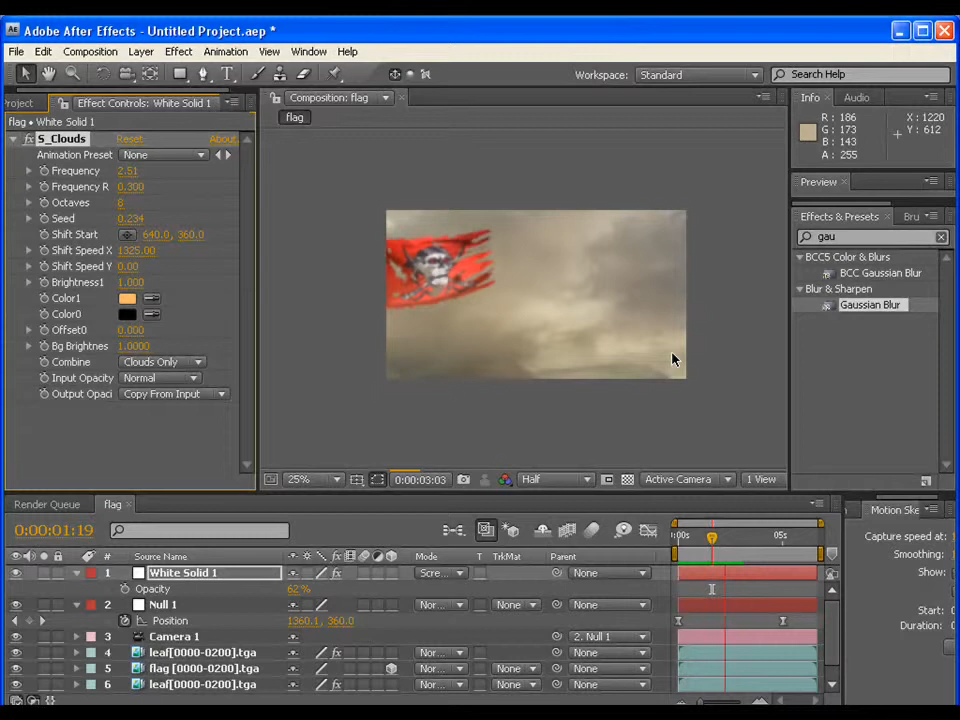 Adobe After Effects - Untitled Project.aep *
File Edit Composition Layer Effect Animation View Window Help
Workspace: Standard Search Help
Project Effect Controls: White Solid 1
flag • White Solid 1
fx S_Clouds Reset About
Animation Preset None
Frequency 2.51
Frequency R 0.300
Octaves 8
Seed 0.234
Shift Start 640.0, 360.0
Shift Speed X 1325.00
Shift Speed Y 0.00
Brightness1 1.000
Color1
Color0
Offset0 0.000
Bg Brightnes 1.0000
Combine Clouds Only
Input Opacity Normal
Output Opaci Copy From Input
Composition: flag
flag
25% 0:00:03:03 Half Active Camera 1 View
Info Audio
R : 186 X : 1220
G : 173 Y : 612
B : 143
A : 255
Preview
Effects & Presets Bru
gau
BCC5 Color & Blurs
BCC Gaussian Blur
Blur & Sharpen
Gaussian Blur
Render Queue flag
0:00:01:19
# Source Name Mode T TrkMat Parent
:00s 05s
1 White Solid 1 fx Scre... None
Opacity 62 %
2 Null 1 Nor... None None
Position 1360.1, 360.0
3 Camera 1 2. Null 1
4 leaf[0000-0200].tga fx Nor... None None
5 flag [0000-0200].tga Nor... None None
6 leaf[0000-0200].tga fx Nor... None None
Motion Ske
Capture speed at:
Smoothing:
Show:
Start:
Duration: